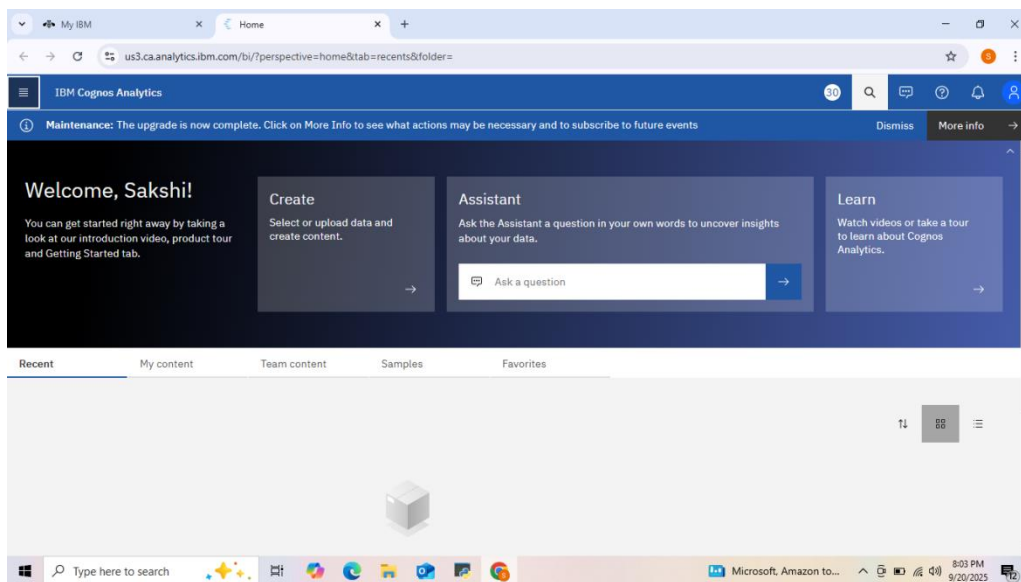 My IBM
Home
us3.ca.analytics.ibm.com/bi/?perspective=home&tab=recents&folder=
S
IBM Cognos Analytics
30
Maintenance: The upgrade is now complete. Click on More Info to see what actions may be necessary and to subscribe to future events
Dismiss
More info
Welcome, Sakshi!
You can get started right away by taking a
look at our introduction video, product tour
and Getting Started tab.
Create
Select or upload data and
create content.
Assistant
Ask the Assistant a question in your own words to uncover insights
about your data.
Ask a question
Learn
Watch videos or take a tour
to learn about Cognos
Analytics.
Recent
My content
Team content
Samples
Favorites
Type here to search
Microsoft, Amazon to...
8:03 PM
9/20/2025
12